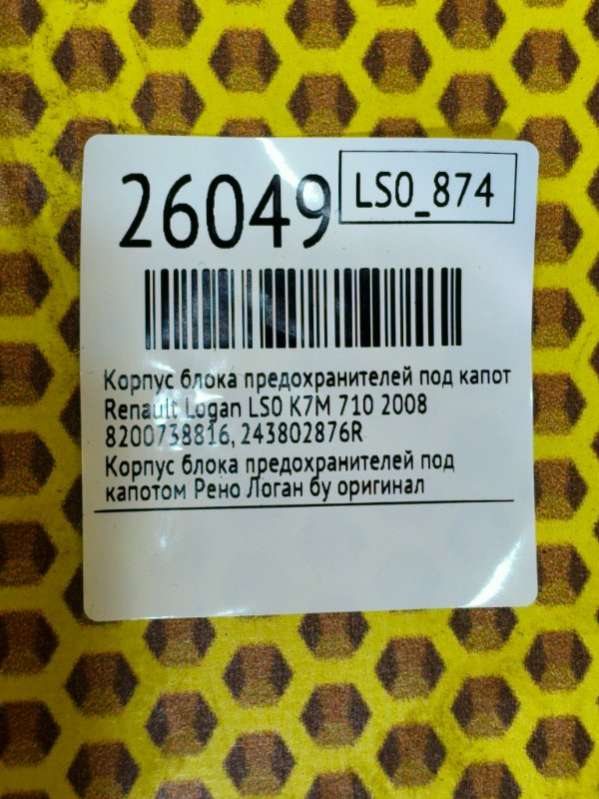 26049
LS0_874
Корпус блока предохранителей под капот
Renault Logan LS0 K7M 710 2008
8200738816, 243802876R
Корпус блока предохранителей под
капотом Рено Логан бу оригинал